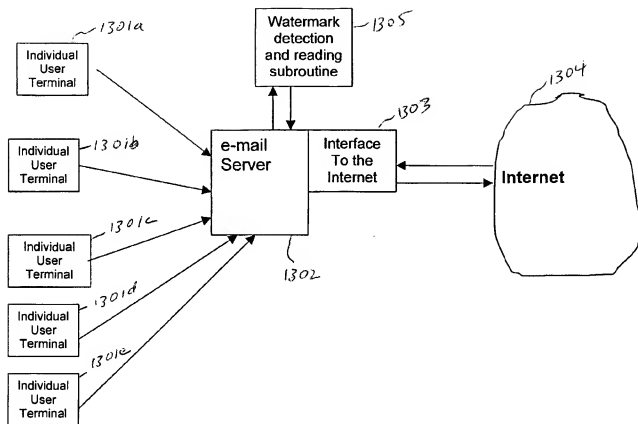 1301a
Individual
User
Terminal
1301b
Individual
User
Terminal
1301c
Individual
User
Terminal
1301d
Individual
User
Terminal
1301e
Individual
User
Terminal
Watermark
detection
and reading
subroutine
1305
e-mail
Server
1302
Interface
To the
Internet
1303
1304
Internet